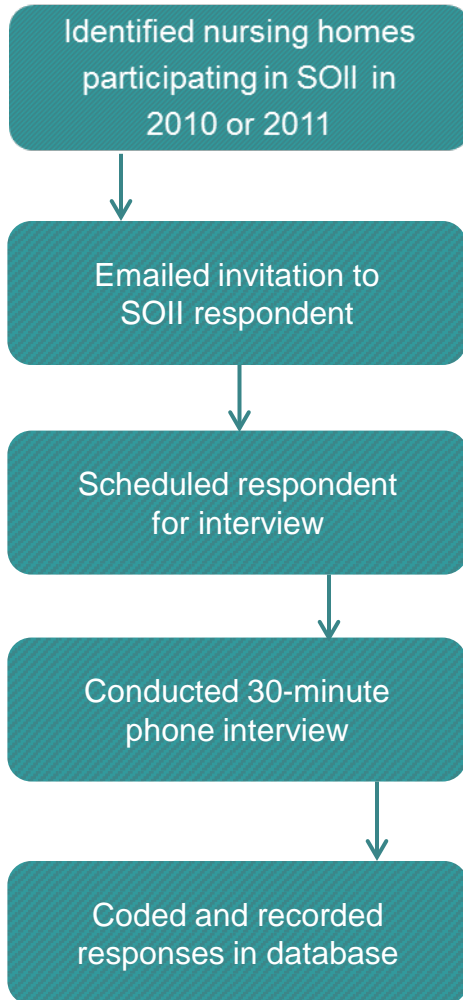 Identified nursing homes
participating in SOII in
2010 or 2011
Emailed invitation to
SOII respondent
Scheduled respondent
for interview
Conducted 30-minute
phone interview
Coded and recorded
responses in database